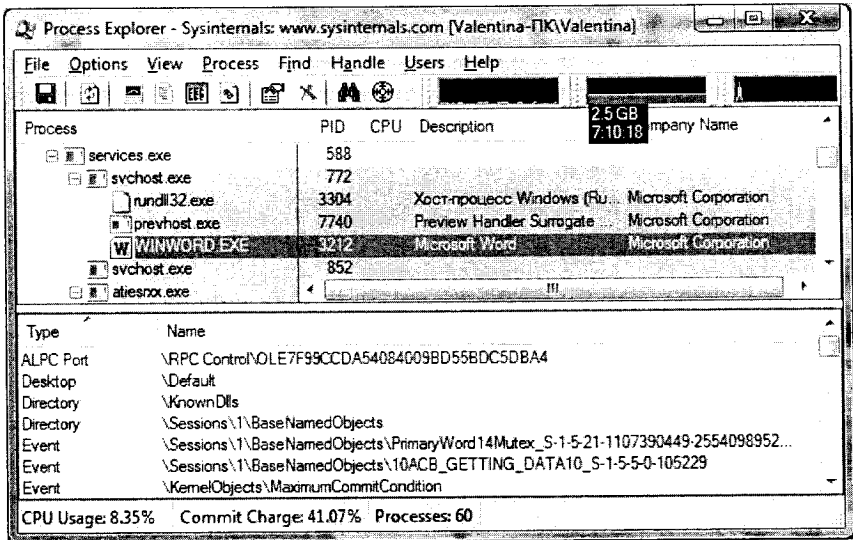 Process Explorer - Sysinternals: www.sysinternals.com [Valentina-ПК\Valentina]
File Options View Process Find Handle Users Help
2.5 GB
7:10:18
Process PID CPU Description mpany Name
services.exe 588
svchost.exe 772
rundll32.exe 3304 Хост-процесс Windows (Ru... Microsoft Corporation
prevhost.exe 7740 Preview Handler Surrogate ... Microsoft Corporation
WINWORD.EXE 3212 Microsoft Word Microsoft Corporation
svchost.exe 852
atiesrxx.exe
Type Name
ALPC Port \RPC Control\OLE7F99CCDA54084009BD55BDC5DBA4
Desktop \Default
Directory \KnownDlls
Directory \Sessions\1\BaseNamedObjects
Event \Sessions\1\BaseNamedObjects\PrimaryWord14Mutex_S-1-5-21-1107390449-2554098952...
Event \Sessions\1\BaseNamedObjects\10ACB_GETTING_DATA10_S-1-5-5-0-105229
Event \KernelObjects\MaximumCommitCondition
CPU Usage: 8.35% Commit Charge: 41.07% Processes: 60